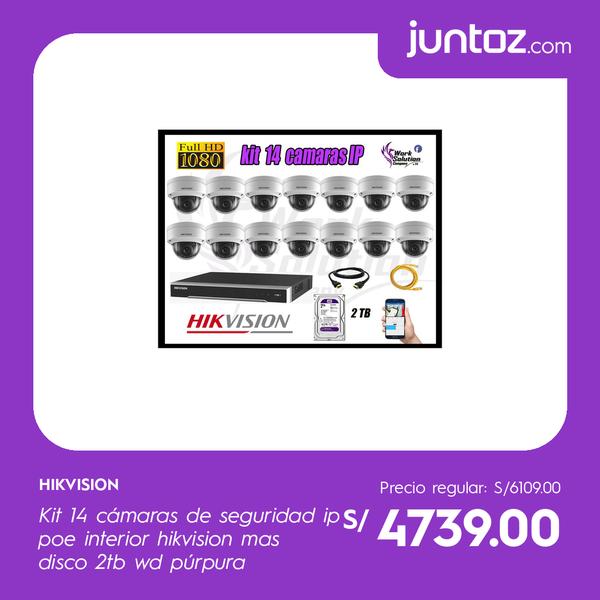 juntoz.com
Full HD
1080
kit 14 camaras IP
Work
Solution
Company
HIKVISION
2 TB
HIKVISION
Precio regular: S/6109.00
Kit 14 cámaras de seguridad ip
poe interior hikvision mas
disco 2tb wd púrpura
S/ 4739.00